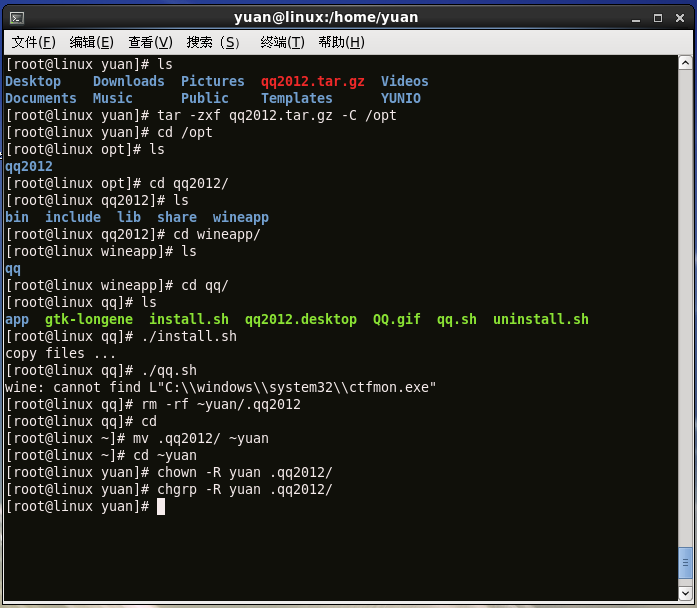 yuan@linux:/home/yuan
文件(F) 编辑(E) 查看(V) 搜索 (S) 终端(T) 帮助(H)
[root@linux yuan]# ls
Desktop    Downloads  Pictures  qq2012.tar.gz  Videos
Documents  Music      Public    Templates      YUNIO
[root@linux yuan]# tar -zxf qq2012.tar.gz -C /opt
[root@linux yuan]# cd /opt
[root@linux opt]# ls
qq2012
[root@linux opt]# cd qq2012/
[root@linux qq2012]# ls
bin  include  lib  share  wineapp
[root@linux qq2012]# cd wineapp/
[root@linux wineapp]# ls
qq
[root@linux wineapp]# cd qq/
[root@linux qq]# ls
app  gtk-longene  install.sh  qq2012.desktop  QQ.gif  qq.sh  uninstall.sh
[root@linux qq]# ./install.sh
copy files ...
[root@linux qq]# ./qq.sh
wine: cannot find L"C:\\windows\\system32\\ctfmon.exe"
[root@linux qq]# rm -rf ~yuan/.qq2012
[root@linux qq]# cd
[root@linux ~]# mv .qq2012/ ~yuan
[root@linux ~]# cd ~yuan
[root@linux yuan]# chown -R yuan .qq2012/
[root@linux yuan]# chgrp -R yuan .qq2012/
[root@linux yuan]#